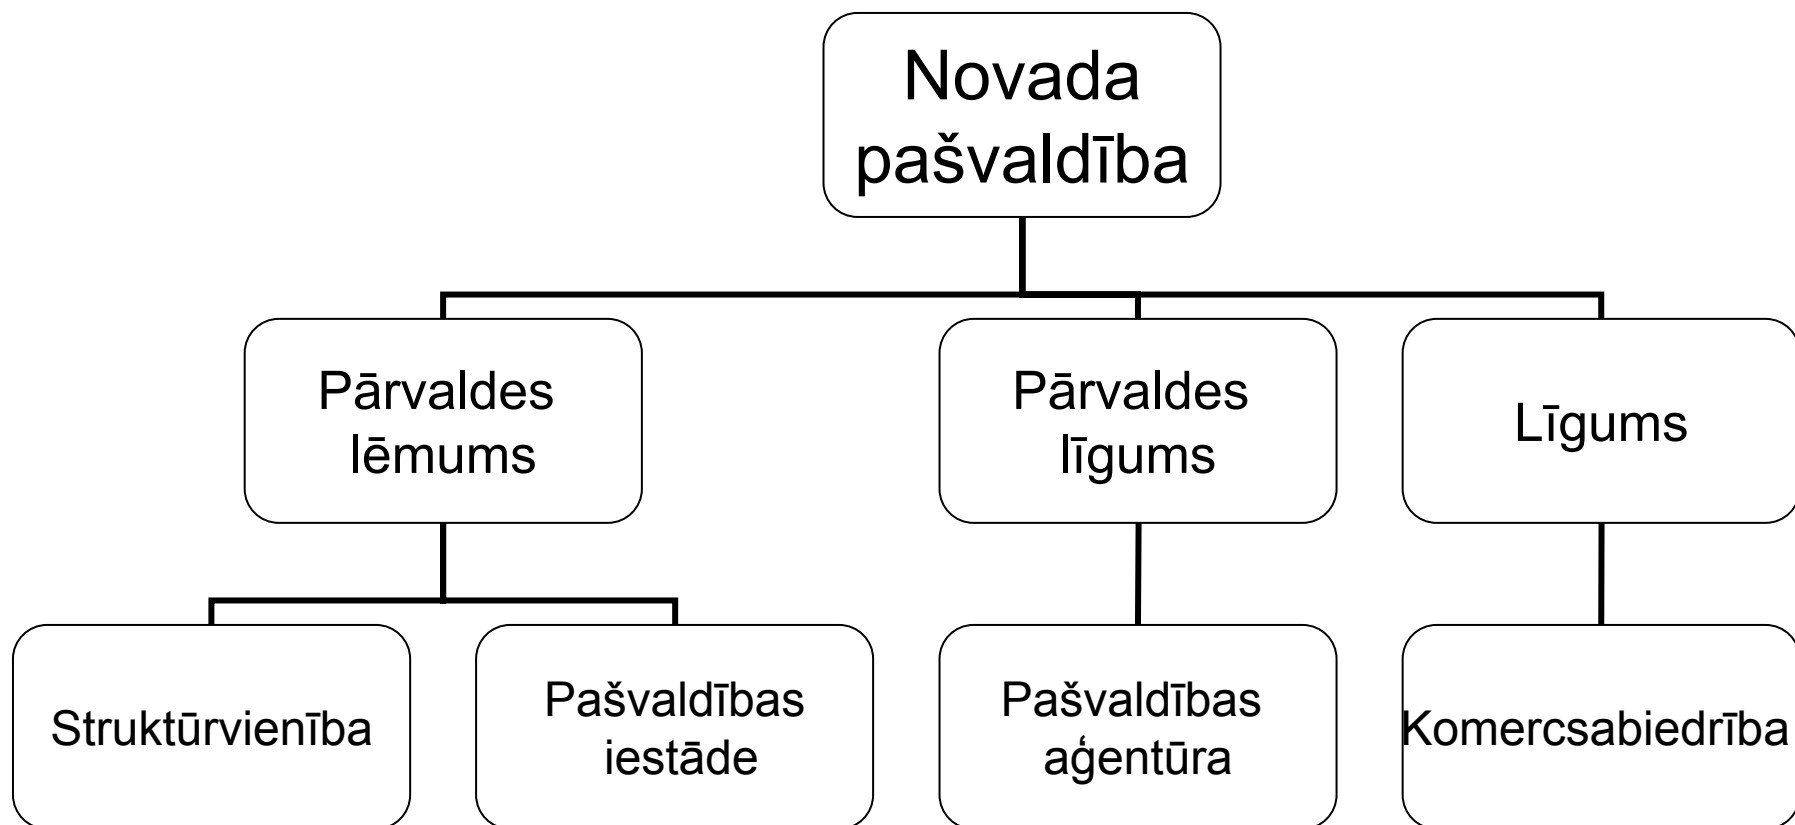 Novada
pašvaldība
Pārvaldes
lēmums
Pārvaldes
līgums
Līgums
Struktūrvienība
Pašvaldības
iestāde
Pašvaldības
aģentūra
Komercsabiedrība